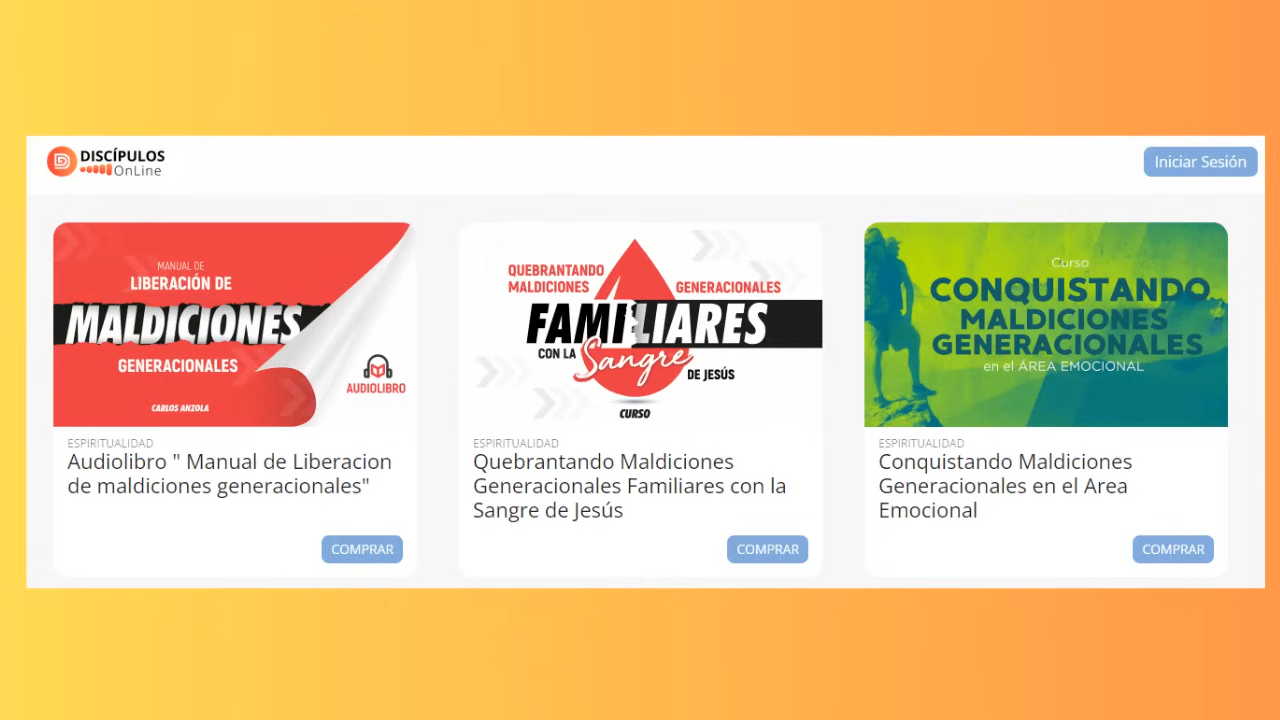 DISCÍPULOS
OnLine
Iniciar Sesión
MANUAL DE
LIBERACIÓN DE
MALDICIONES
GENERACIONALES
AUDIOLIBRO
CARLOS ANZOLA
ESPIRITUALIDAD
Audiolibro " Manual de Liberacion
de maldiciones generacionales"
COMPRAR
QUEBRANTANDO
MALDICIONES GENERACIONALES
FAMILIARES
CON LA Sangre DE JESÚS
CURSO
ESPIRITUALIDAD
Quebrantando Maldiciones
Generacionales Familiares con la
Sangre de Jesús
COMPRAR
Curso
CONQUISTANDO
MALDICIONES
GENERACIONALES
en el ÁREA EMOCIONAL
ESPIRITUALIDAD
Conquistando Maldiciones
Generacionales en el Area
Emocional
COMPRAR